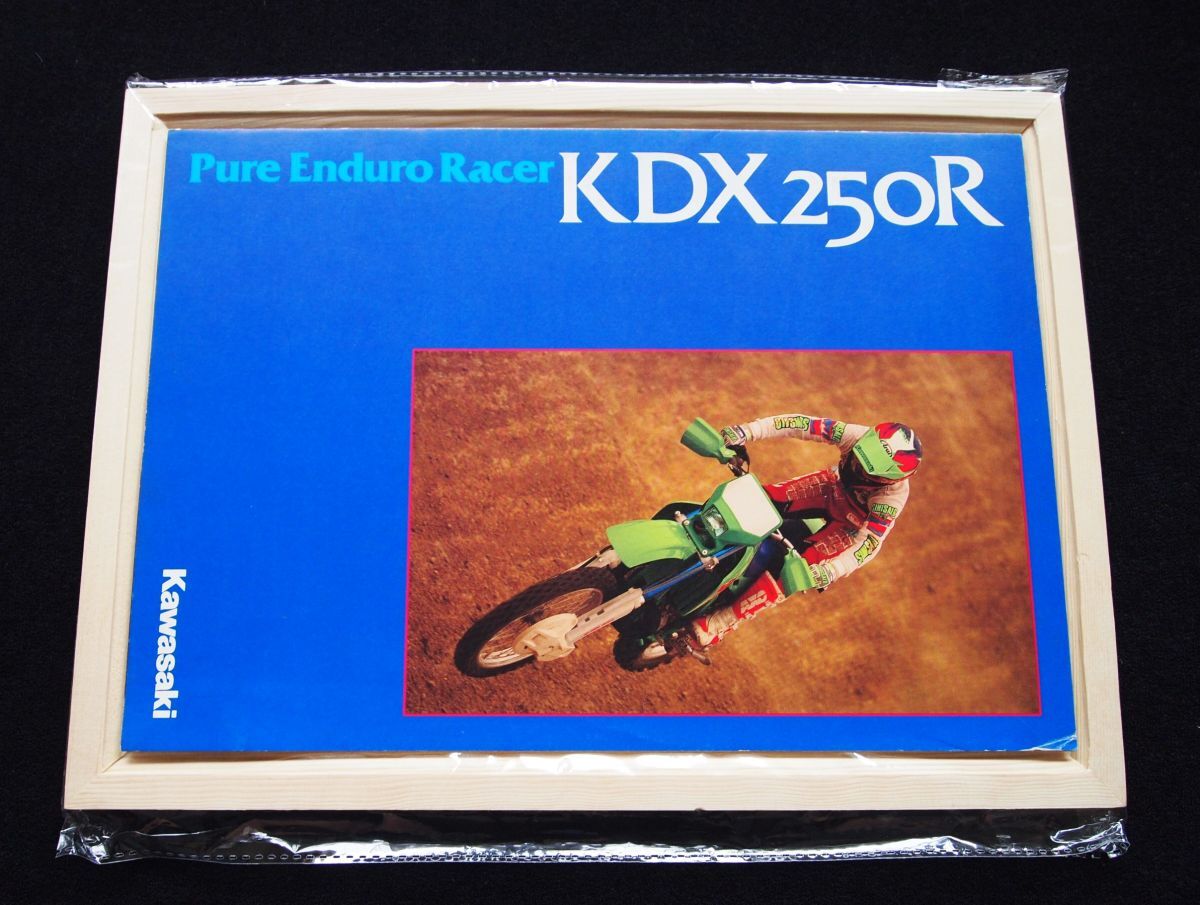 Pure Enduro Racer KDX250R
Kawasaki